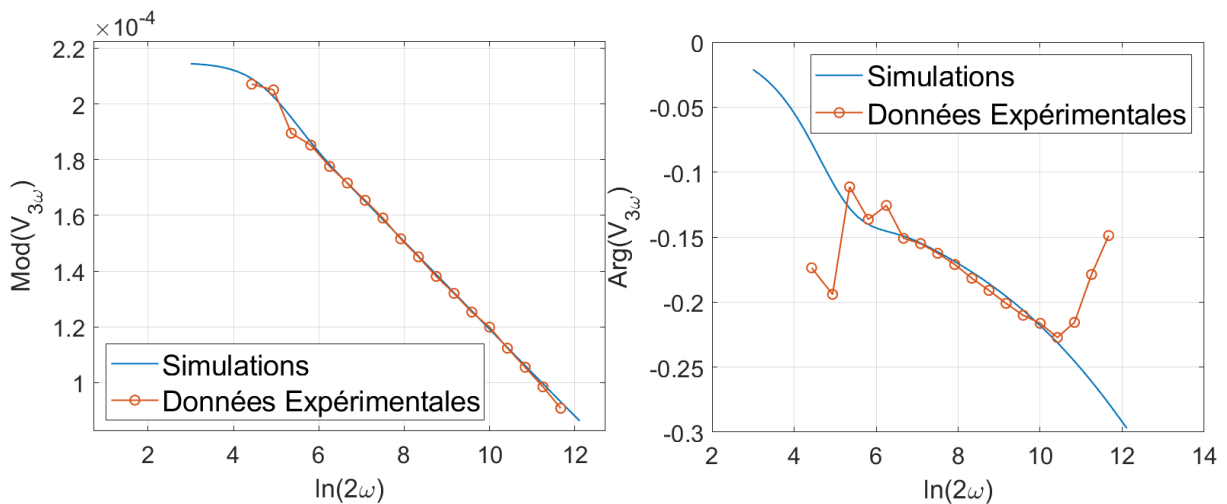 ×10⁻⁴
2.2
2
1.8
1.6
1.4
1.2
1
2 4 6 8 10 12
ln(2ω)
Mod(V₃ω)
Simulations
Données Expérimentales
0
-0.05
-0.1
-0.15
-0.2
-0.25
-0.3
2 4 6 8 10 12 14
ln(2ω)
Arg(V₃ω)
Simulations
Données Expérimentales